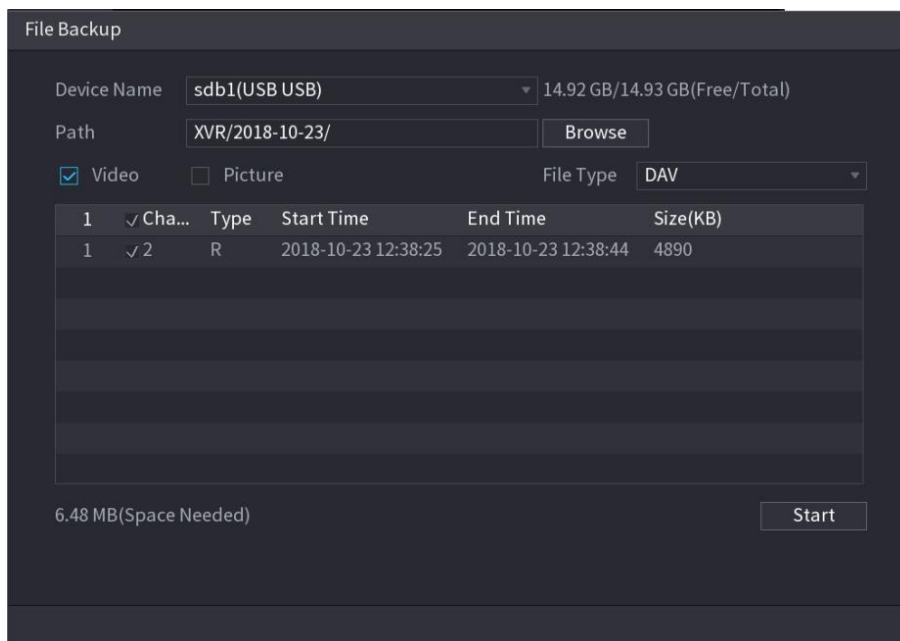 File Backup
Device Name sdb1(USB USB) 14.92 GB/14.93 GB(Free/Total)
Path XVR/2018-10-23/ Browse
Video Picture File Type DAV
1 Cha... Type Start Time End Time Size(KB)
1 2 R 2018-10-23 12:38:25 2018-10-23 12:38:44 4890
6.48 MB(Space Needed) Start